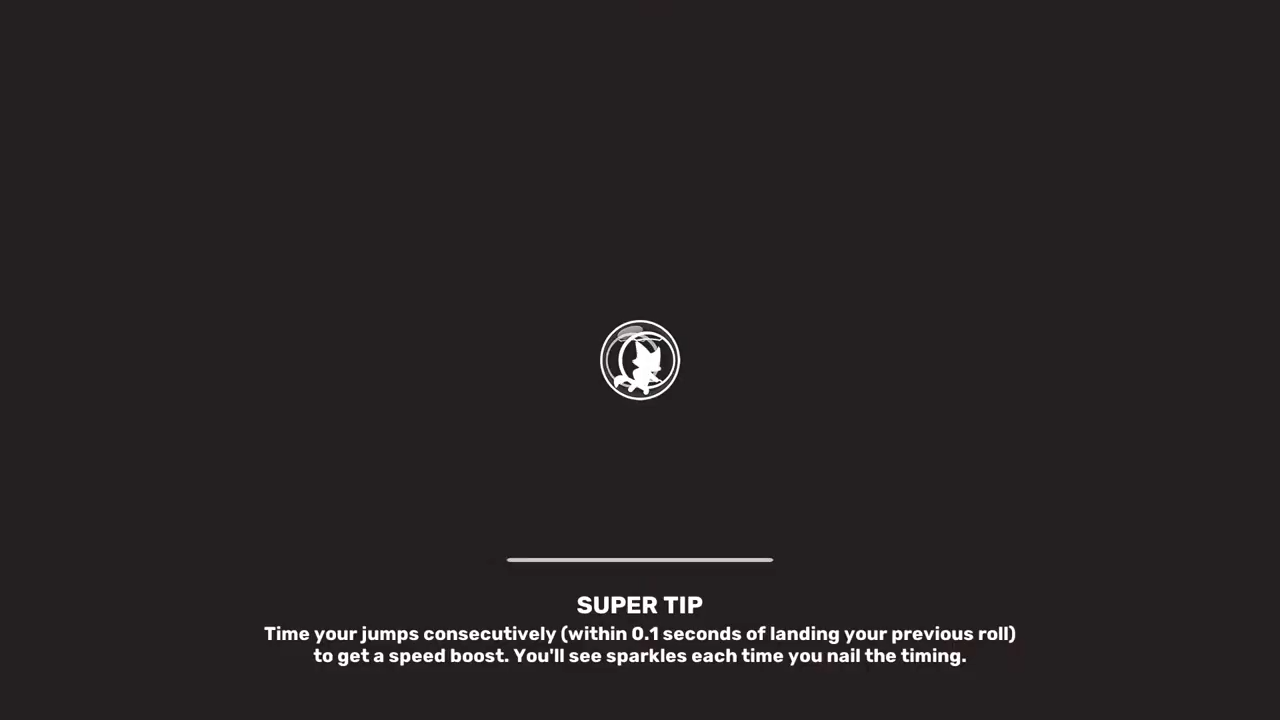 SUPER TIP
Time your jumps consecutively (within 0.1 seconds of landing your previous roll)
to get a speed boost. You'll see sparkles each time you nail the timing.